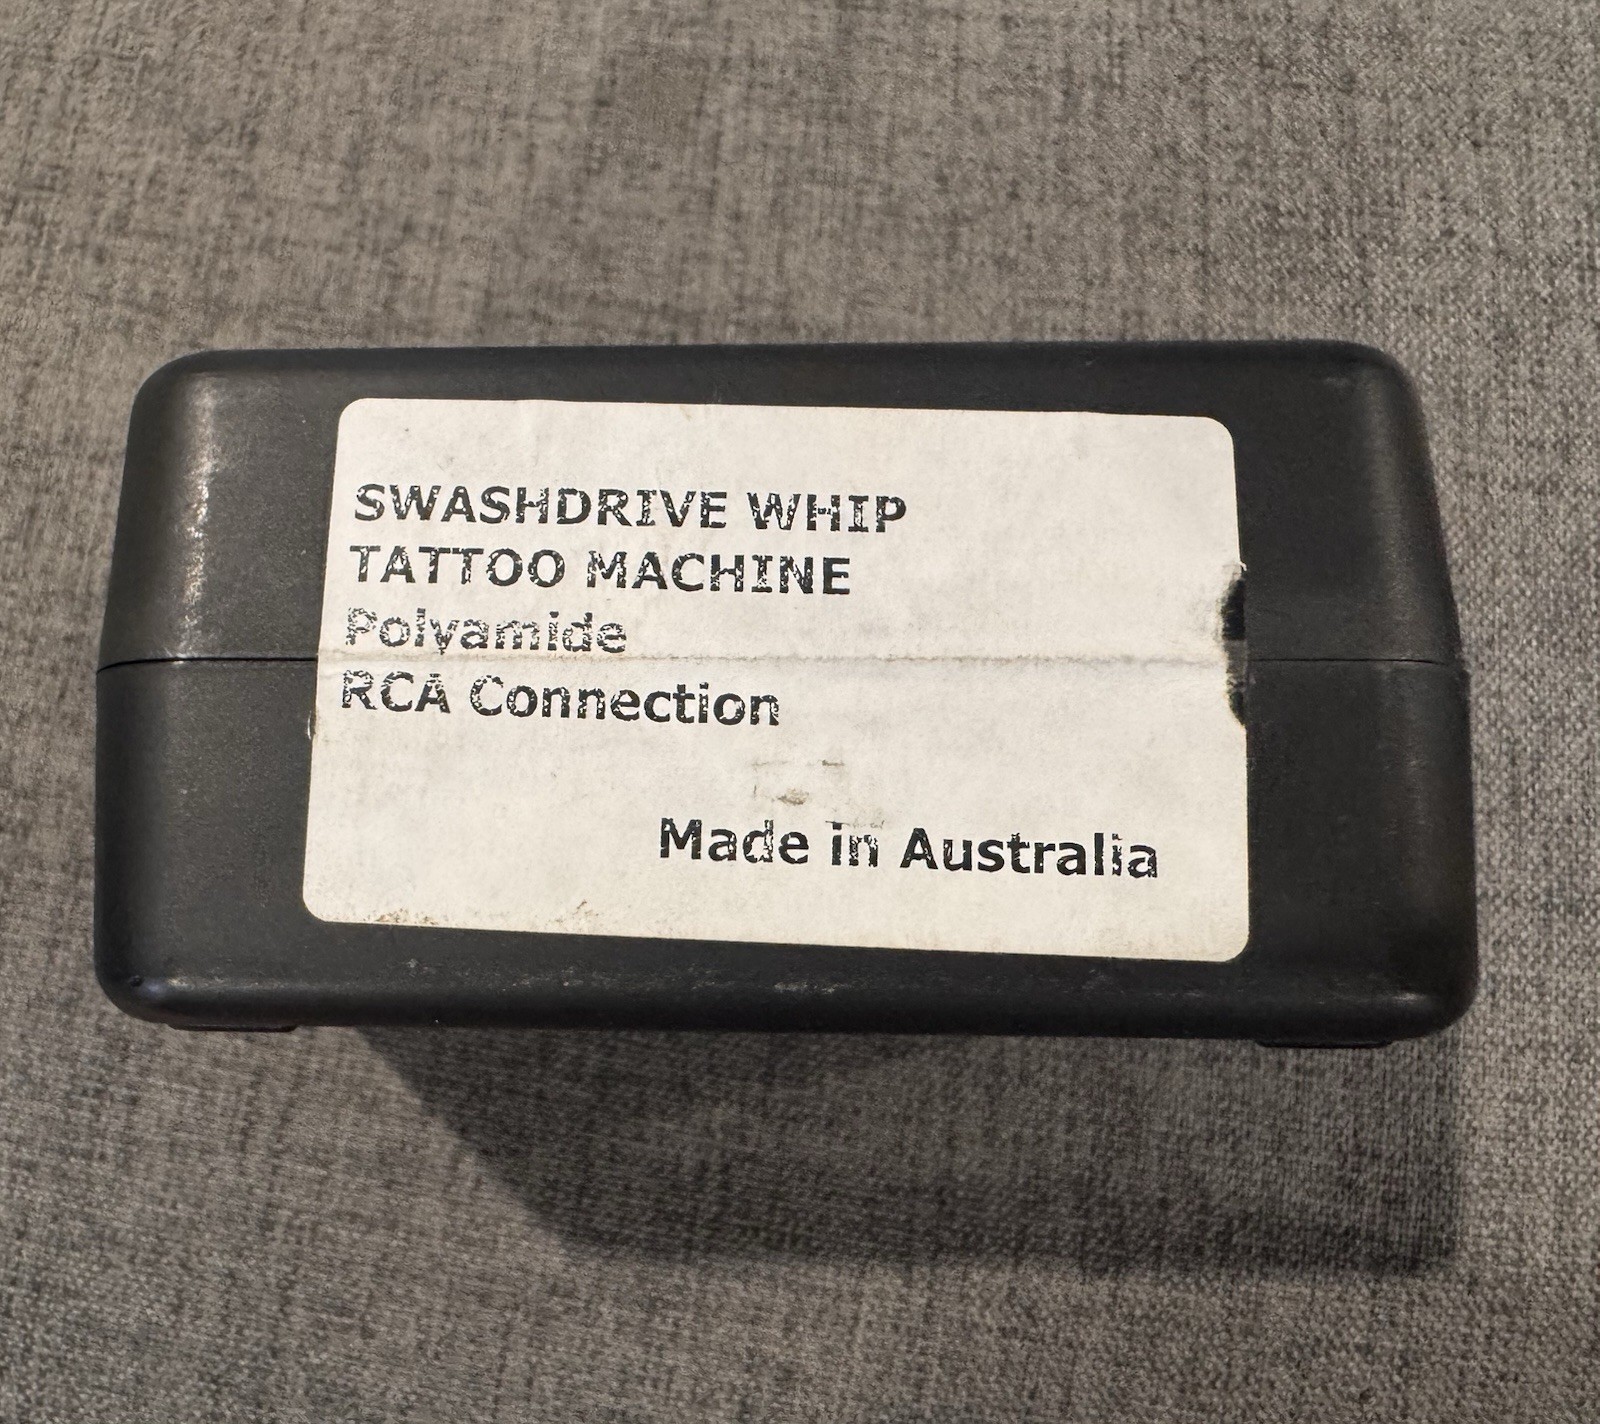 SWASHDRIVE WHIP
TATTOO MACHINE
Polyamide
RCA Connection
Made in Australia